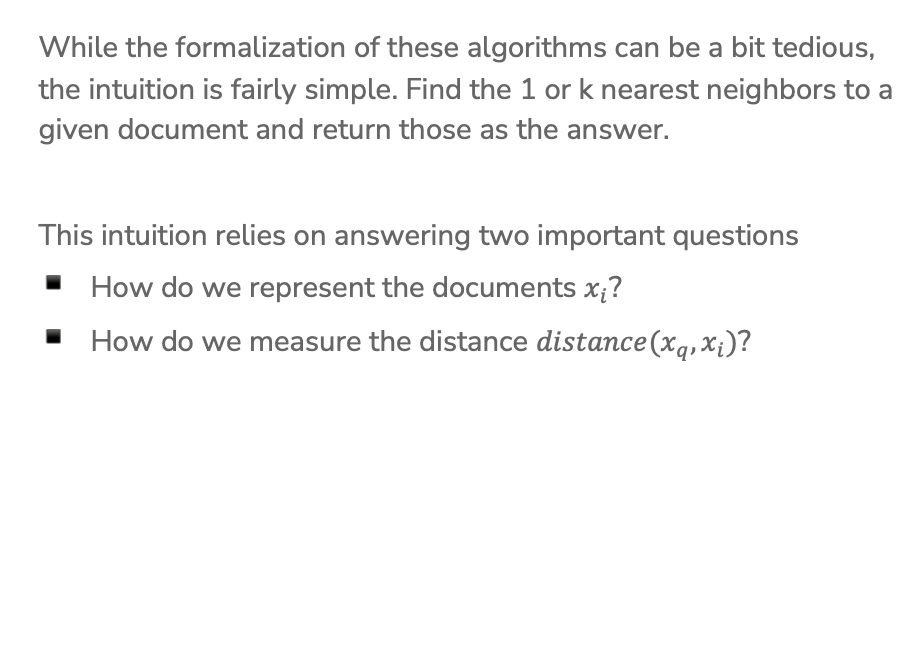 While the formalization of these algorithms can be a bit tedious,
the intuition is fairly simple. Find the 1 or k nearest neighbors to a
given document and return those as the answer.
This intuition relies on answering two important questions
▪ How do we represent the documents xᵢ?
▪ How do we measure the distance distance(x_q, xᵢ)?